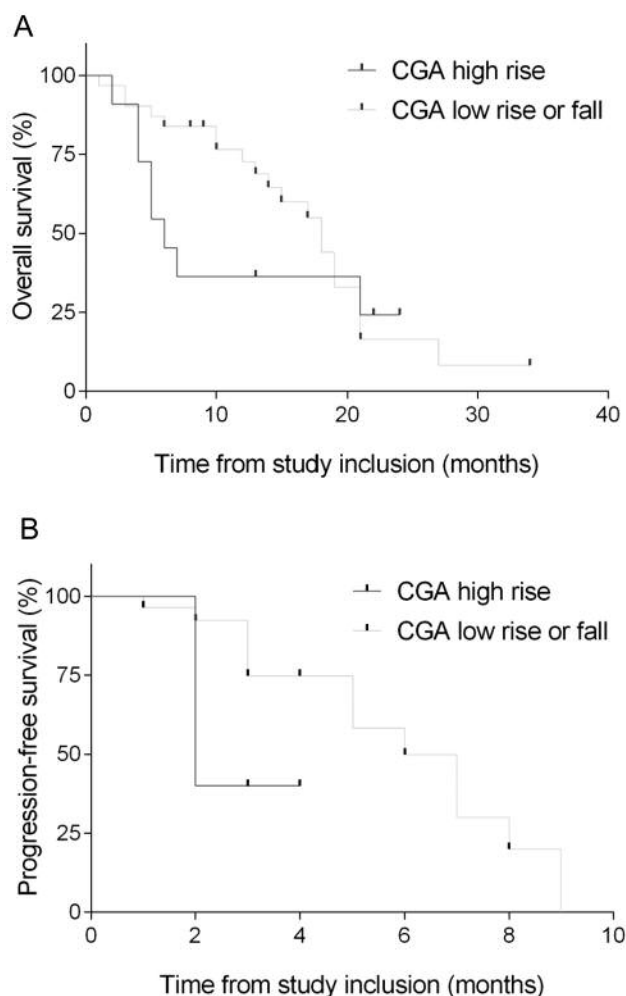 A
CGA high rise
CGA low rise or fall
Overall survival (%)
100
75
50
25
0
0 10 20 30 40
Time from study inclusion (months)
B
CGA high rise
CGA low rise or fall
Progression-free survival (%)
100
75
50
25
0
0 2 4 6 8 10
Time from study inclusion (months)